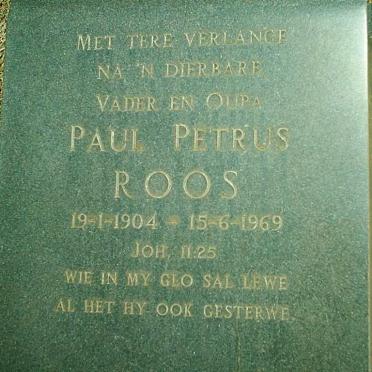 MET TERE VERLANGE
NA 'N DIERBARE
VADER EN OUPA
PAUL PETRUS
ROOS
19-1-1904 = 15-6-1969
JOH, 11:25
WIE IN MY GLO SAL LEWE
AL HET HY OOK GESTERWE.